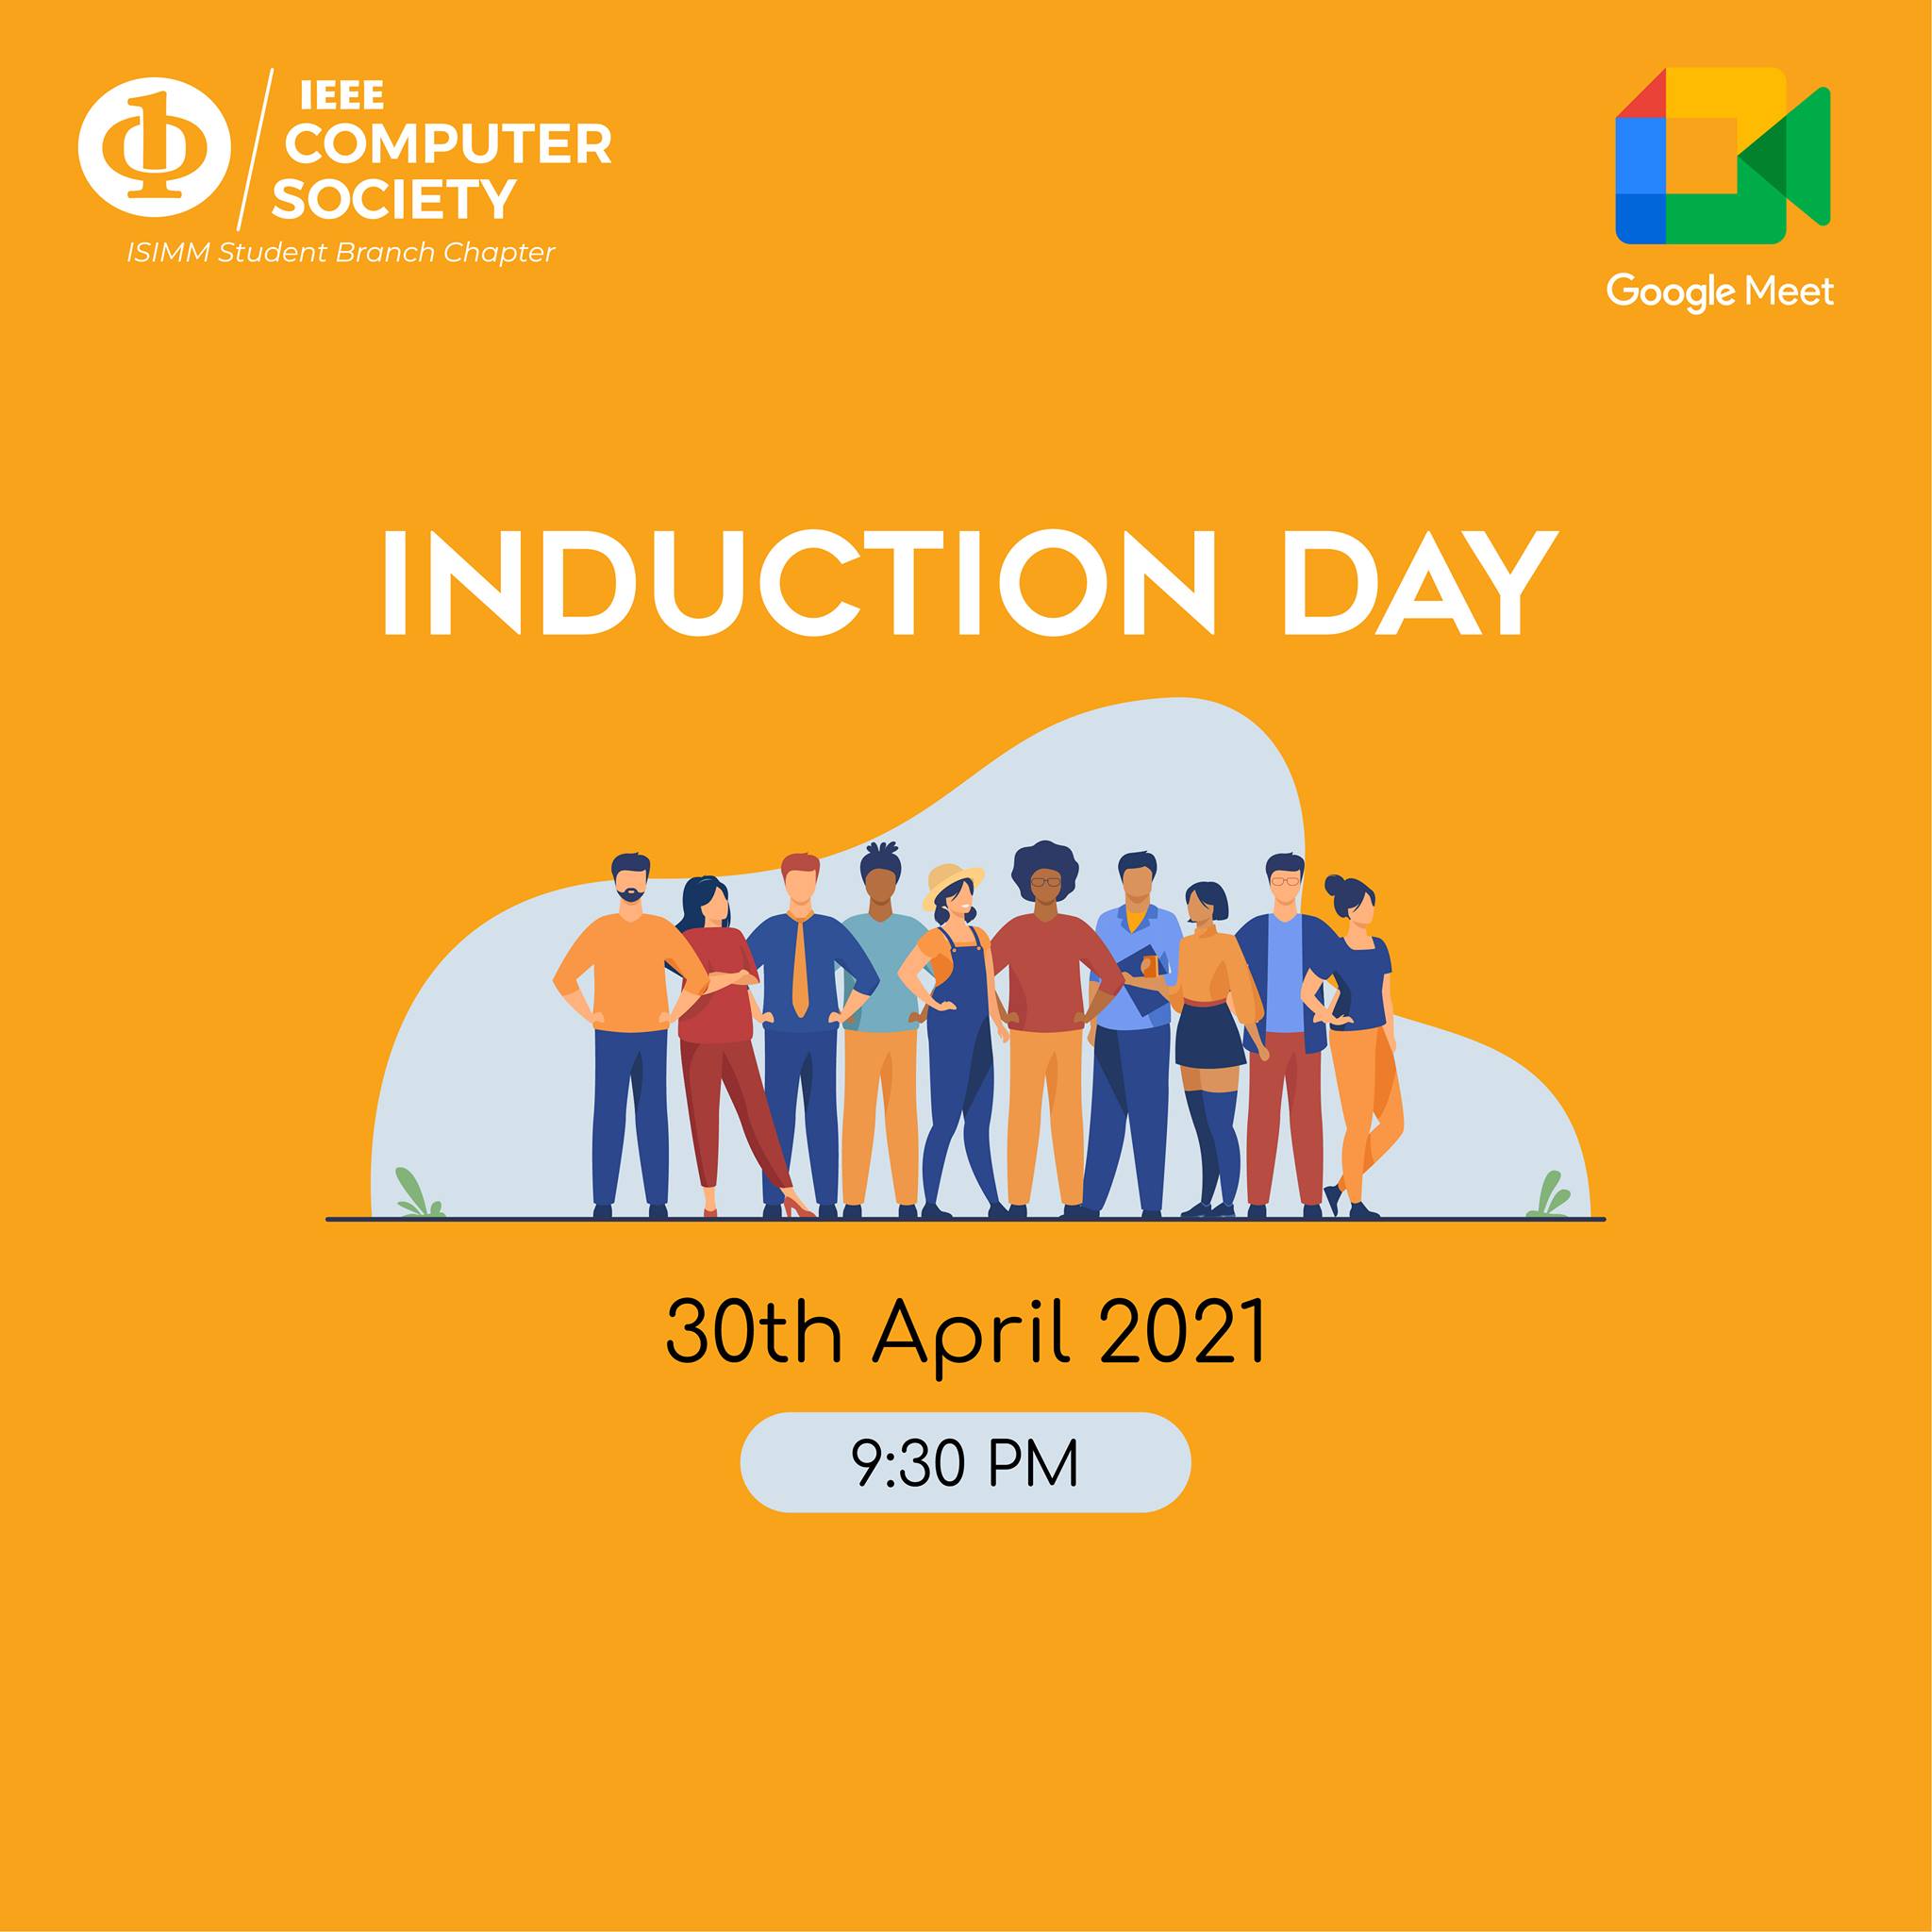 IEEE
COMPUTER
SOCIETY
ISIMM Student Branch Chapter
Google Meet
INDUCTION DAY
30th April 2021
9:30 PM